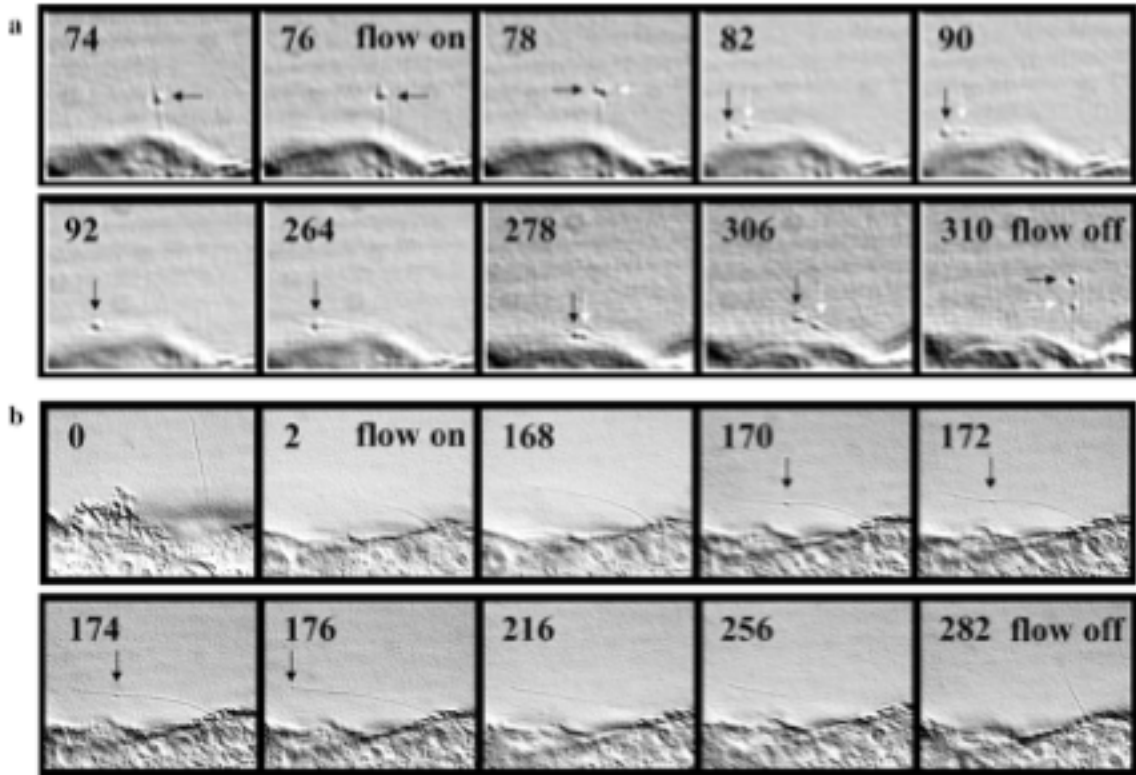 a
74 76 flow on 78 82 90
92 264 278 306 310 flow off
b
0 2 flow on 168 170 172
174 176 216 256 282 flow off